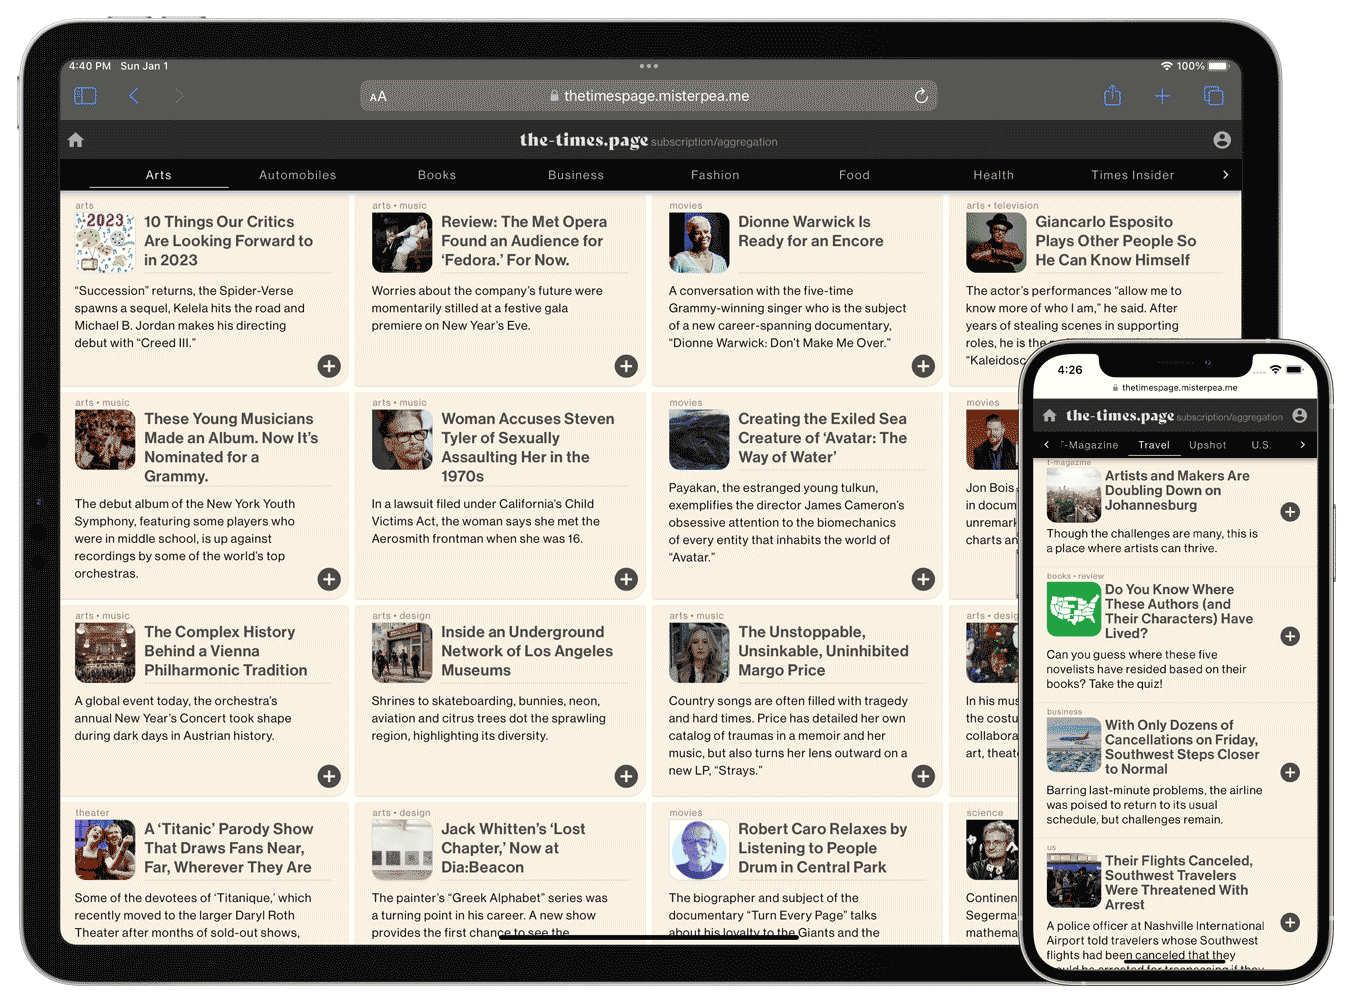 4:40 PM Sun Jan 1
100%
AA
thetimespage.misterpea.me
the-times.page subscription/aggregation
Arts
Automobiles
Books
Business
Fashion
Food
Health
Times Insider
arts
10 Things Our Critics
Are Looking Forward to
in 2023
“Succession” returns, the Spider-Verse
spawns a sequel, Kelela hits the road and
Michael B. Jordan makes his directing
debut with “Creed III.”
arts • music
Review: The Met Opera
Found an Audience for
‘Fedora.’ For Now.
Worries about the company’s future were
momentarily stilled at a festive gala
premiere on New Year’s Eve.
movies
Dionne Warwick Is
Ready for an Encore
A conversation with the five-time
Grammy-winning singer who is the subject
of a new career-spanning documentary,
“Dionne Warwick: Don’t Make Me Over.”
arts • television
Giancarlo Esposito
Plays Other People So
He Can Know Himself
The actor’s performances “allow me to
know more of who I am,” he said. After
years of stealing scenes in supporting
roles, he is the
“Kaleidosc
arts • music
These Young Musicians
Made an Album. Now It’s
Nominated for a
Grammy.
The debut album of the New York Youth
Symphony, featuring some players who
were in middle school, is up against
recordings by some of the world’s top
orchestras.
arts • music
Woman Accuses Steven
Tyler of Sexually
Assaulting Her in the
1970s
In a lawsuit filed under California’s Child
Victims Act, the woman says she met the
Aerosmith frontman when she was 16.
movies
Creating the Exiled Sea
Creature of ‘Avatar: The
Way of Water’
Payakan, the estranged young tulkun,
exemplifies the director James Cameron’s
obsessive attention to the biomechanics
of every entity that inhabits the world of
“Avatar.”
movies
Jon Bois
in docum
unremark
charts an
arts • music
The Complex History
Behind a Vienna
Philharmonic Tradition
A global event today, the orchestra’s
annual New Year’s Concert took shape
during dark days in Austrian history.
arts • design
Inside an Underground
Network of Los Angeles
Museums
Shrines to skateboarding, bunnies, neon,
aviation and citrus trees dot the sprawling
region, highlighting its diversity.
arts • music
The Unstoppable,
Unsinkable, Uninhibited
Margo Price
Country songs are often filled with tragedy
and hard times. Price has detailed her own
catalog of traumas in a memoir and her
music, but also turns her lens outward on a
new LP, “Strays.”
arts • desig
In his mus
the costu
collabora
art, theat
theater
A ‘Titanic’ Parody Show
That Draws Fans Near,
Far, Wherever They Are
Some of the devotees of ‘Titanique,’ which
recently moved to the larger Daryl Roth
Theater after months of sold-out shows,
arts • design
Jack Whitten’s ‘Lost
Chapter,’ Now at
Dia:Beacon
The painter’s “Greek Alphabet” series was
a turning point in his career. A new show
provides the first chance to see the
movies
Robert Caro Relaxes by
Listening to People
Drum in Central Park
The biographer and subject of the
documentary “Turn Every Page” talks
about his loyalty to the Giants and the
science
Continen
Segerma
mathema
4:26
thetimespage.misterpea.me
the-times.page subscription/aggregation
T-Magazine
Travel
Upshot
U.S.
t-magazine
Artists and Makers Are
Doubling Down on
Johannesburg
Though the challenges are many, this is
a place where artists can thrive.
books • review
Do You Know Where
These Authors (and
Their Characters) Have
Lived?
Can you guess where these five
novelists have resided based on their
books? Take the quiz!
business
With Only Dozens of
Cancellations on Friday,
Southwest Steps Closer
to Normal
Barring last-minute problems, the airline
was poised to return to its usual
schedule, but challenges remain.
us
Their Flights Canceled,
Southwest Travelers
Were Threatened With
Arrest
A police officer at Nashville International
Airport told travelers whose Southwest
flights had been canceled that they
could be arrested for trespassing if they